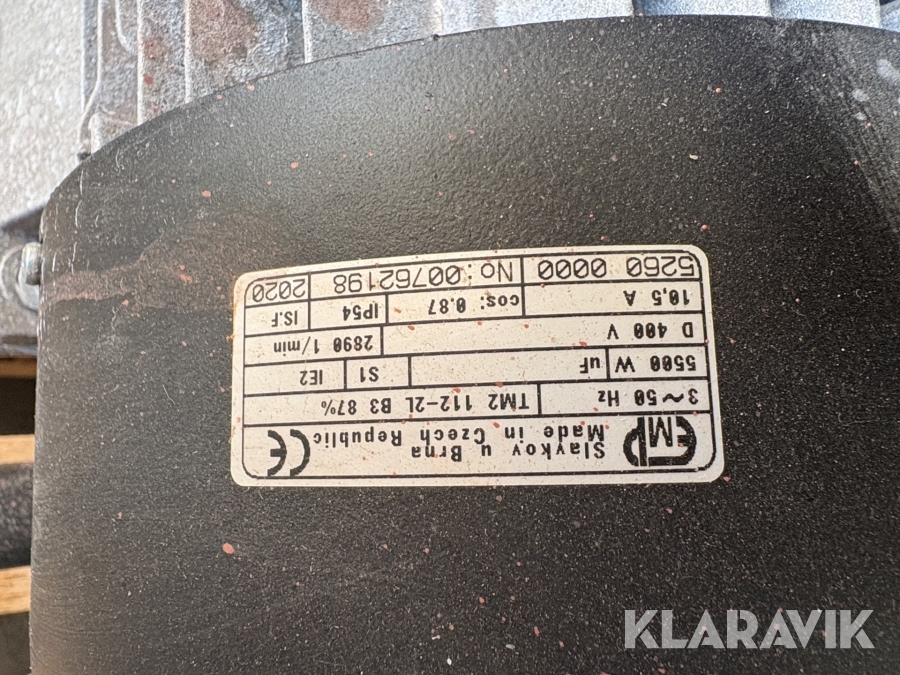 EMP
Slavkov u Brna
Made in Czech Republic
CE
3~50 Hz TM2 112-2L B3 87%
5500 W uF S1 IE2
D 400 V 2890 1/min
10,5 A cos: 0.87 IP54 IS.F
5260 0000 No:00762198 2020
KLARAVIK